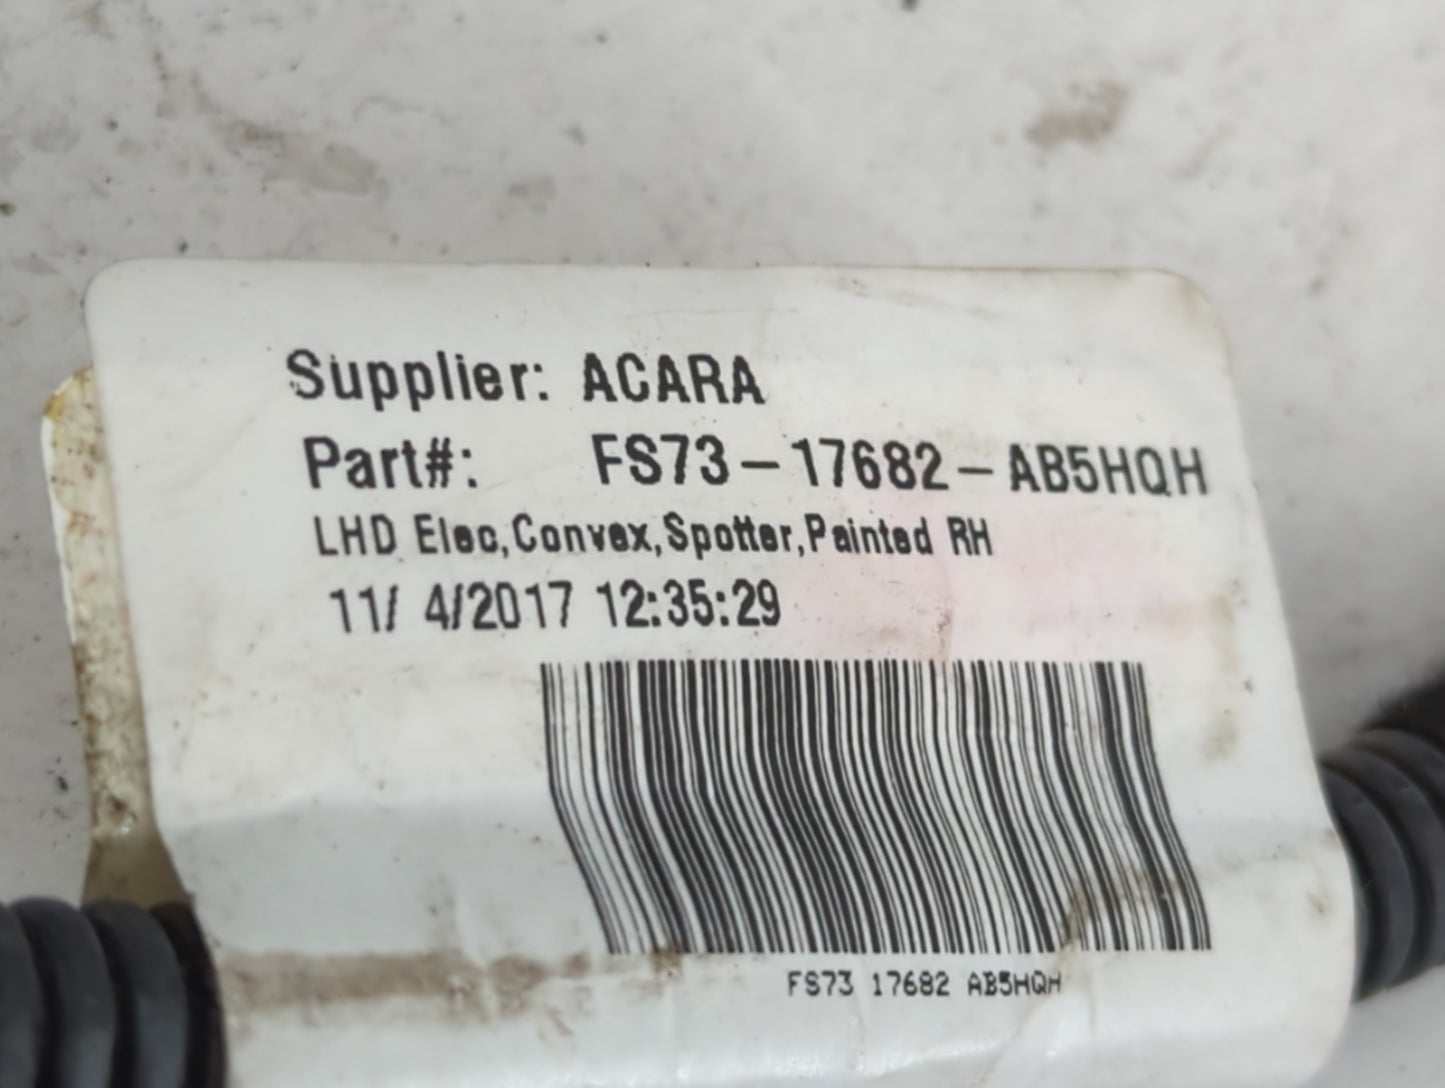 Supplier: ACARA
Part#: FS73-17682-AB5HQH
LHD Elec,Convex,Spotter,Painted RH
11/ 4/2017 12:35:29
FS73 17682 AB5HQH